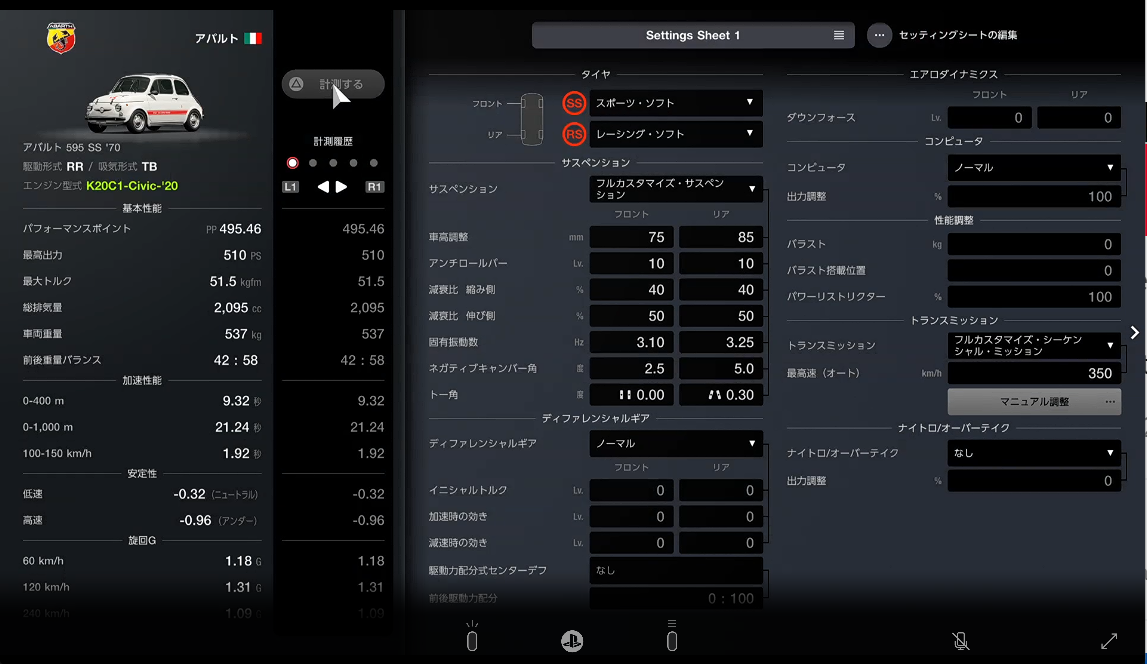 ABARTH
アバルト
アバルト 595 SS '70
駆動形式 RR / 吸気形式 TB
エンジン型式 K20C1-Civic-'20
基本性能
パフォーマンスポイント PP 495.46
最高出力 510 PS
最大トルク 51.5 kgfm
総排気量 2,095 cc
車両重量 537 kg
前後重量バランス 42 : 58
加速性能
0-400 m 9.32 秒
0-1,000 m 21.24 秒
100-150 km/h 1.92 秒
安定性
低速 -0.32 (ニュートラル)
高速 -0.96 (アンダー)
旋回G
60 km/h 1.18 G
120 km/h 1.31 G
240 km/h 1.09 G
計測する
計測履歴
L1 R1
495.46
510
51.5
2,095
537
42 : 58
9.32
21.24
1.92
-0.32
-0.96
1.18
1.31
1.09
Settings Sheet 1
セッティングシートの編集
タイヤ
フロント SS スポーツ・ソフト
リア RS レーシング・ソフト
サスペンション
サスペンション フルカスタマイズ・サスペン
ション
フロント リア
車高調整 mm 75 85
アンチロールバー Lv. 10 10
減衰比 縮み側 % 40 40
減衰比 伸び側 % 50 50
固有振動数 Hz 3.10 3.25
ネガティブキャンバー角 度 2.5 5.0
トー角 度 0.00 0.30
ディファレンシャルギア
ディファレンシャルギア ノーマル
フロント リア
イニシャルトルク Lv. 0 0
加速時の効き Lv. 0 0
減速時の効き Lv. 0 0
駆動力配分式センターデフ なし
前後駆動力配分 0 : 100
エアロダイナミクス
フロント リア
ダウンフォース Lv. 0 0
コンピュータ
コンピュータ ノーマル
出力調整 % 100
性能調整
バラスト kg 0
バラスト搭載位置 0
パワーリストリクター % 100
トランスミッション
トランスミッション フルカスタマイズ・シーケン
シャル・ミッション
最高速（オート） km/h 350
マニュアル調整
ナイトロ/オーバーテイク
ナイトロ/オーバーテイク なし
出力調整 % 0